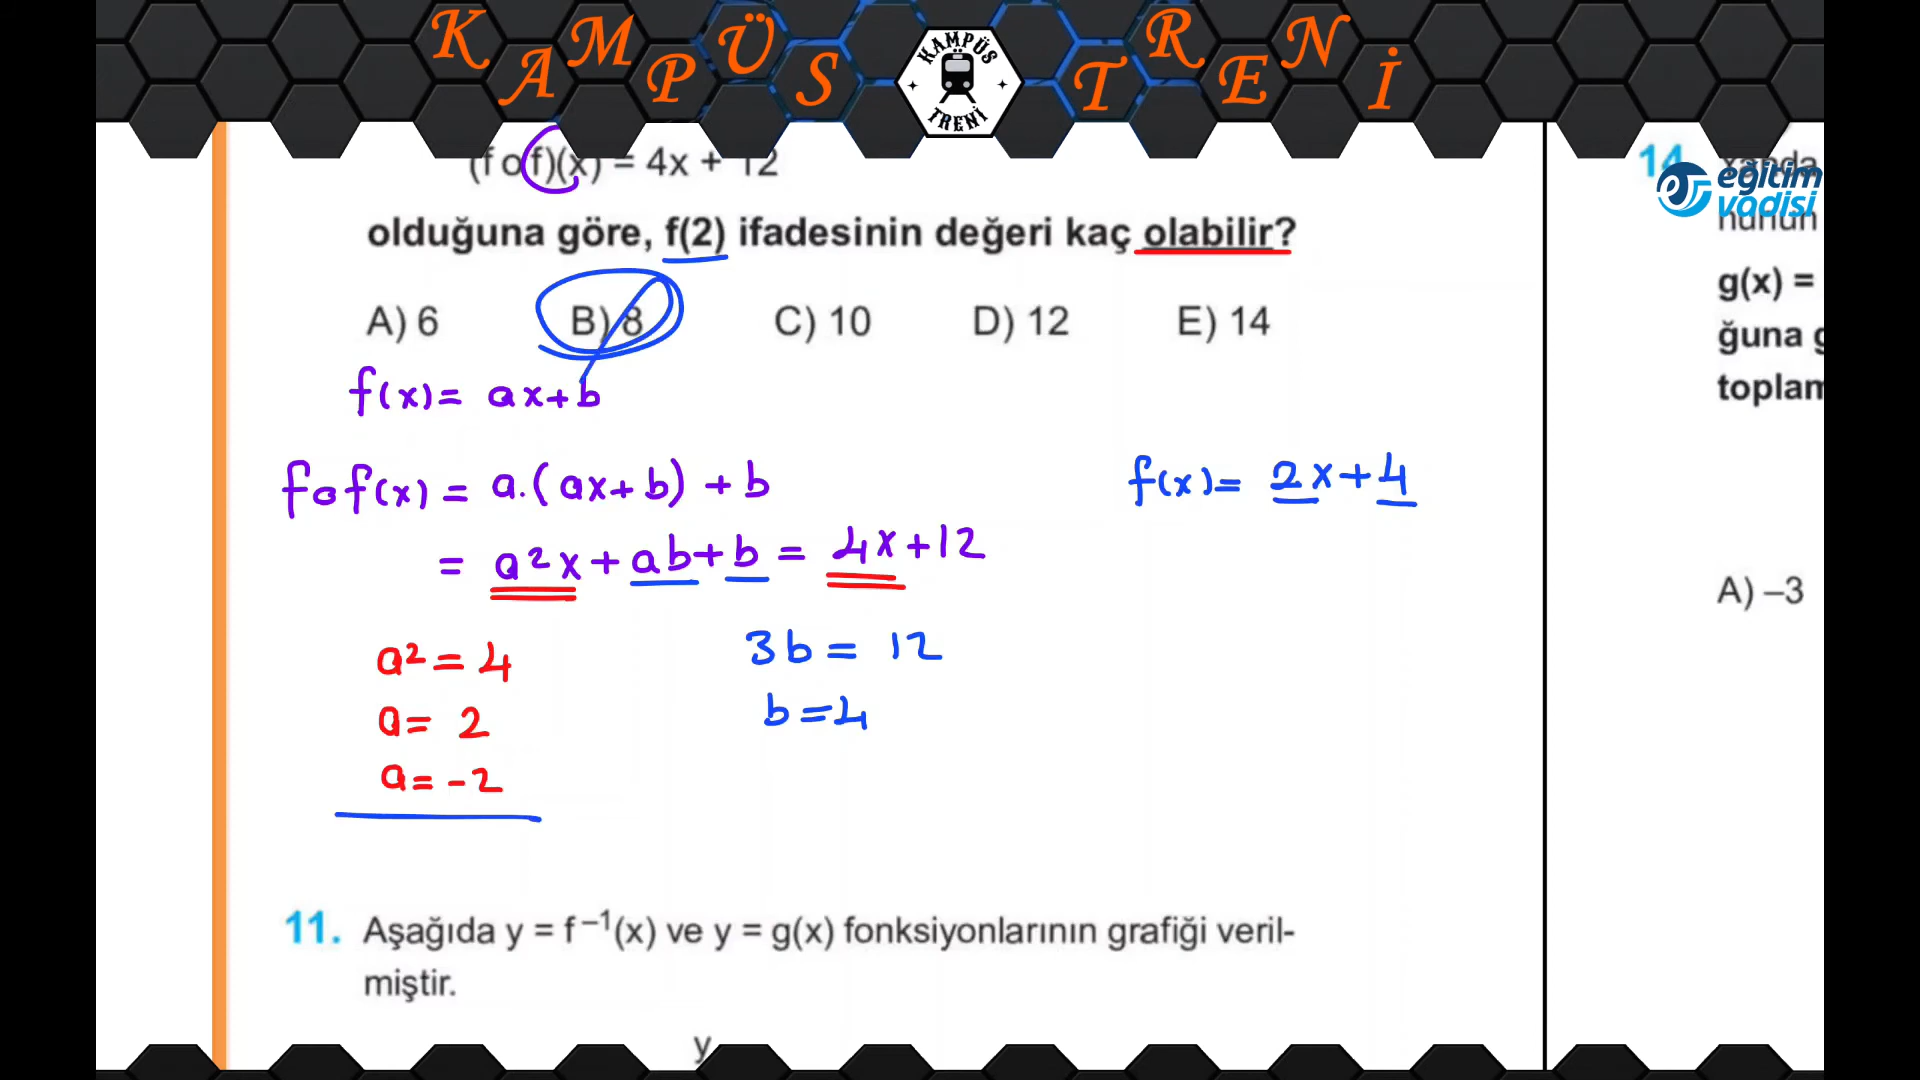 KAMPÜS TRENİ
KAMPÜS TRENİ
(fof)(x) = 4x + 12
olduğuna göre, f(2) ifadesinin değeri kaç olabilir?
A) 6 B) 8 C) 10 D) 12 E) 14
f(x) = ax+b
fof(x) = a.(ax+b) + b
= a²x + ab + b = 4x+12
a² = 4
a = 2
a = -2
3b = 12
b = 4
f(x) = 2x+4
11. Aşağıda y = f⁻¹(x) ve y = g(x) fonksiyonlarının grafiği veril-
miştir.
y
14.
eğitim
vadisi
g(x) =
ğuna g
toplam
A) –3